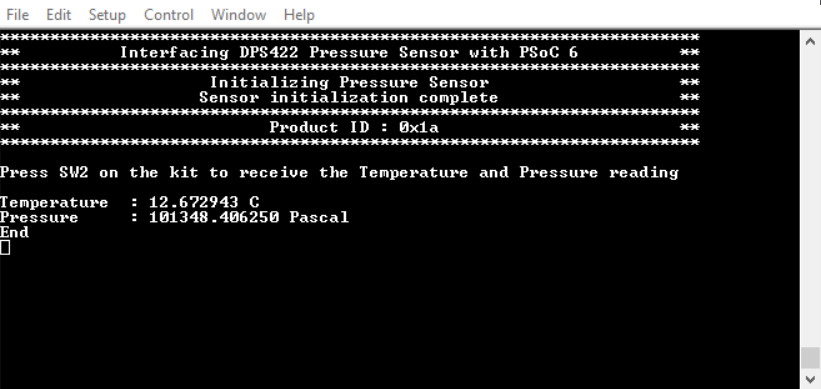 File Edit Setup Control Window Help
**********************************************************************
** Interfacing DPS422 Pressure Sensor with PSoC 6 **
**********************************************************************
** Initializing Pressure Sensor **
** Sensor initialization complete **
**********************************************************************
** Product ID : 0x1a **
**********************************************************************
Press SW2 on the kit to receive the Temperature and Pressure reading
Temperature : 12.672943 C
Pressure : 101348.406250 Pascal
End